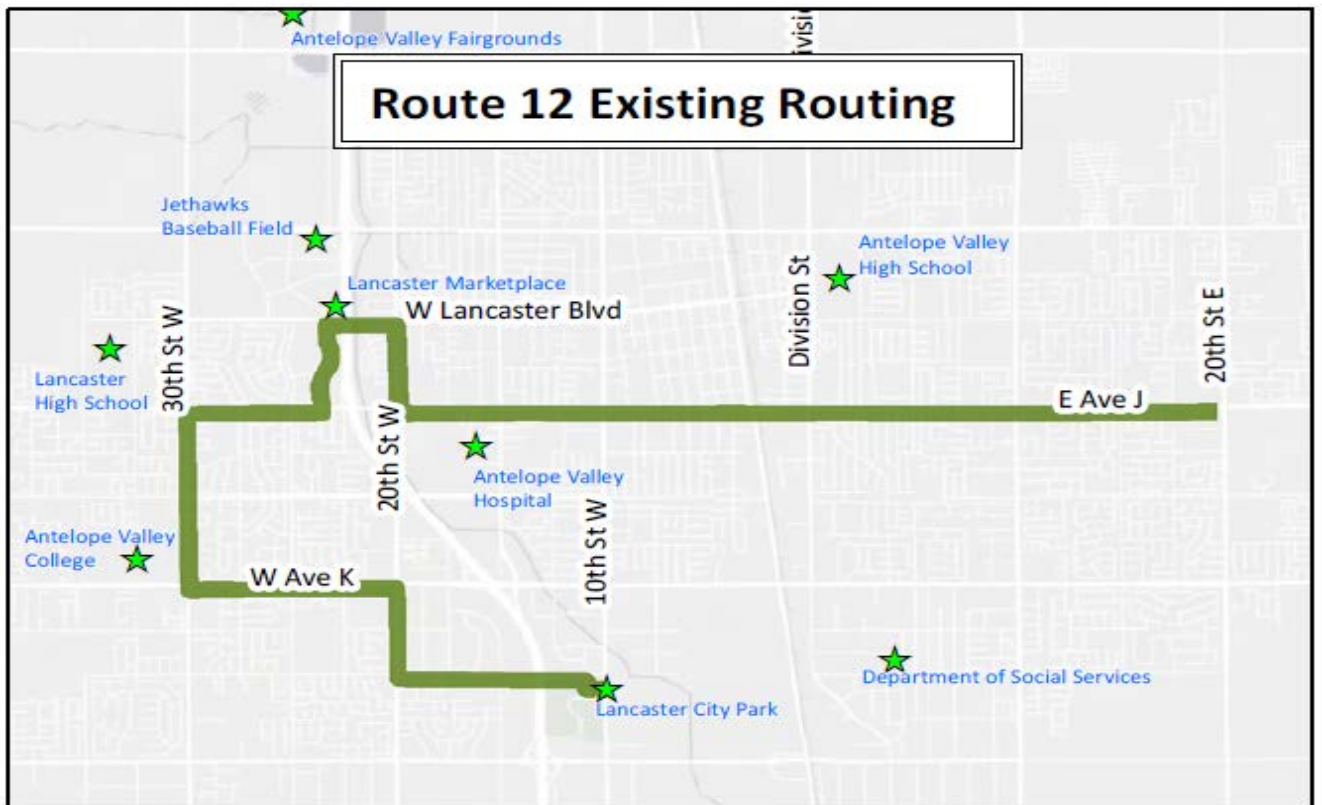 Antelope Valley Fairgrounds
Route 12 Existing Routing
Jethawks
Baseball Field
Antelope Valley
High School
Division St
Lancaster Marketplace
W Lancaster Blvd
20th St E
30th St W
Lancaster
High School
E Ave J
20th St W
Antelope Valley
Hospital
10th St W
Antelope Valley
College
W Ave K
Department of Social Services
Lancaster City Park